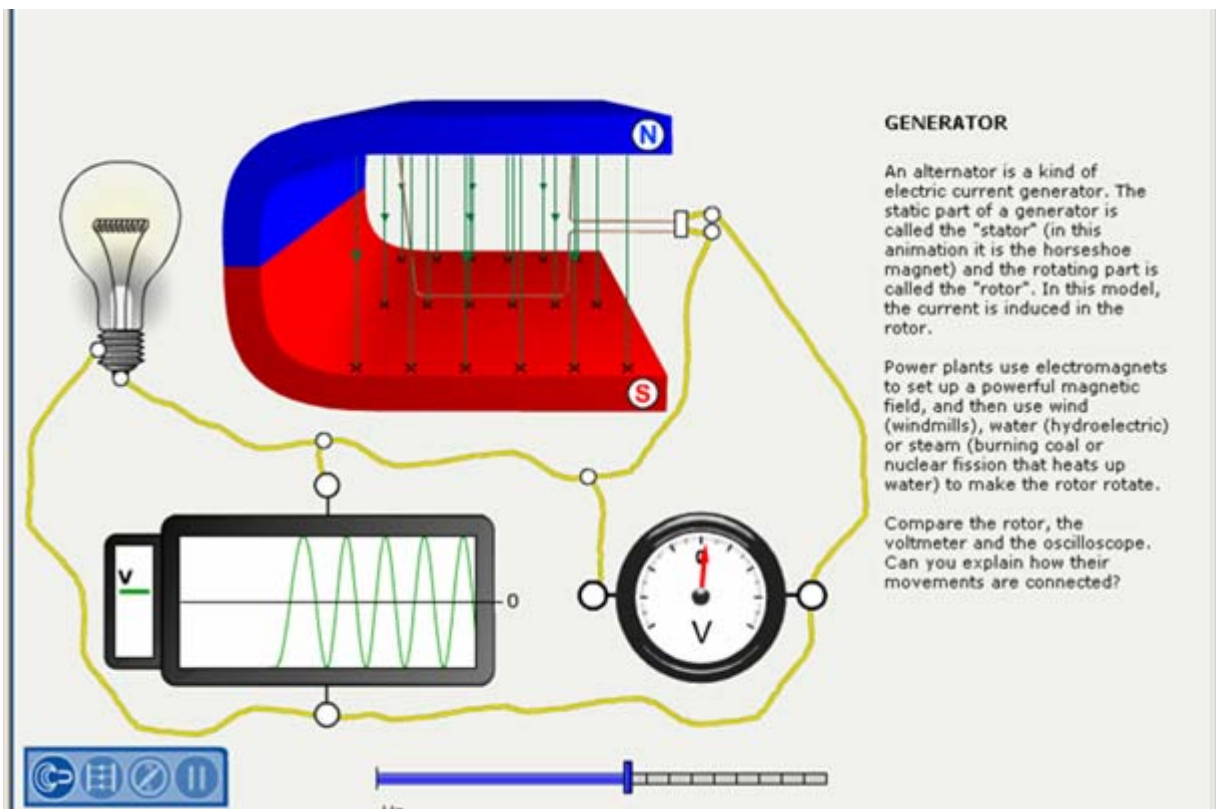 GENERATOR
An alternator is a kind of
electric current generator. The
static part of a generator is
called the "stator" (in this
animation it is the horseshoe
magnet) and the rotating part is
called the "rotor". In this model,
the current is induced in the
rotor.
Power plants use electromagnets
to set up a powerful magnetic
field, and then use wind
(windmills), water (hydroelectric)
or steam (burning coal or
nuclear fission that heats up
water) to make the rotor rotate.
Compare the rotor, the
voltmeter and the oscilloscope.
Can you explain how their
movements are connected?
N
S
V
0
0
V